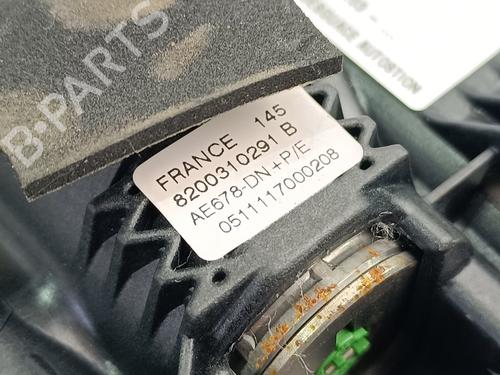 B-PARTS
FRANCE 145
8200310291 B
AE678-DN+P/E
0511117000208